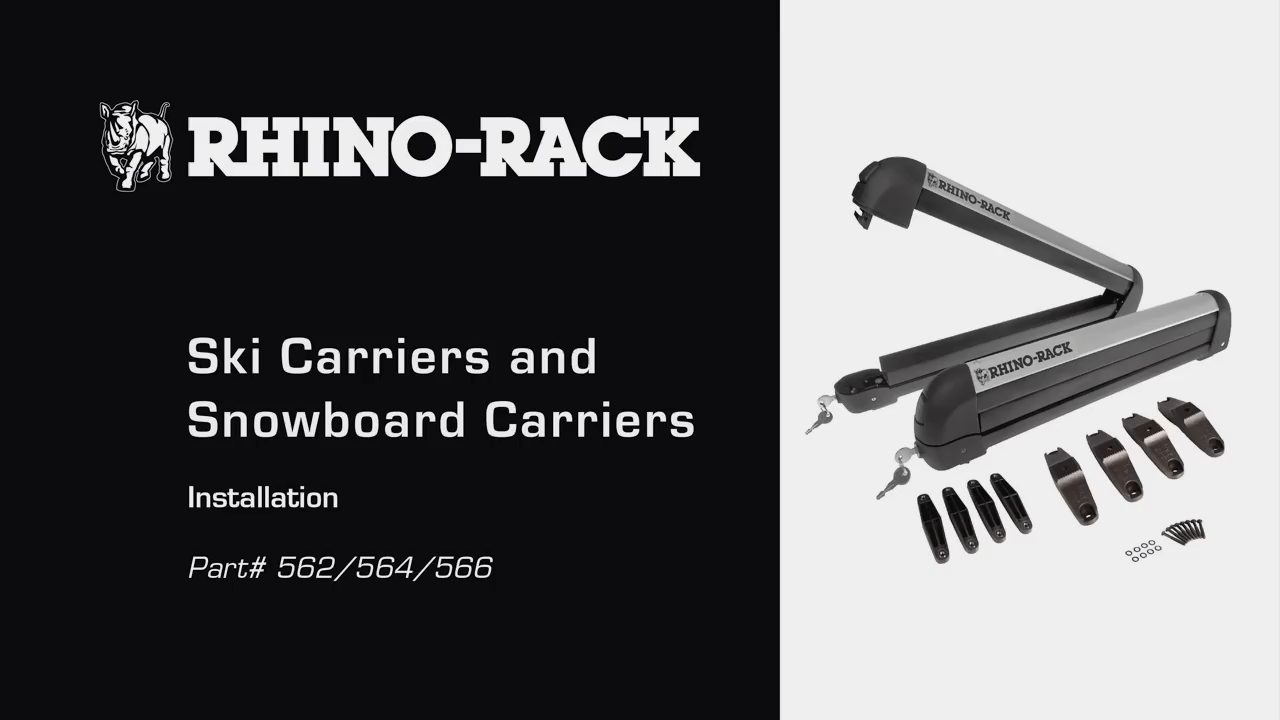 RHINO-RACK
Ski Carriers and
Snowboard Carriers
Installation
Part# 562/564/566
RHINO-RACK
RHINO-RACK